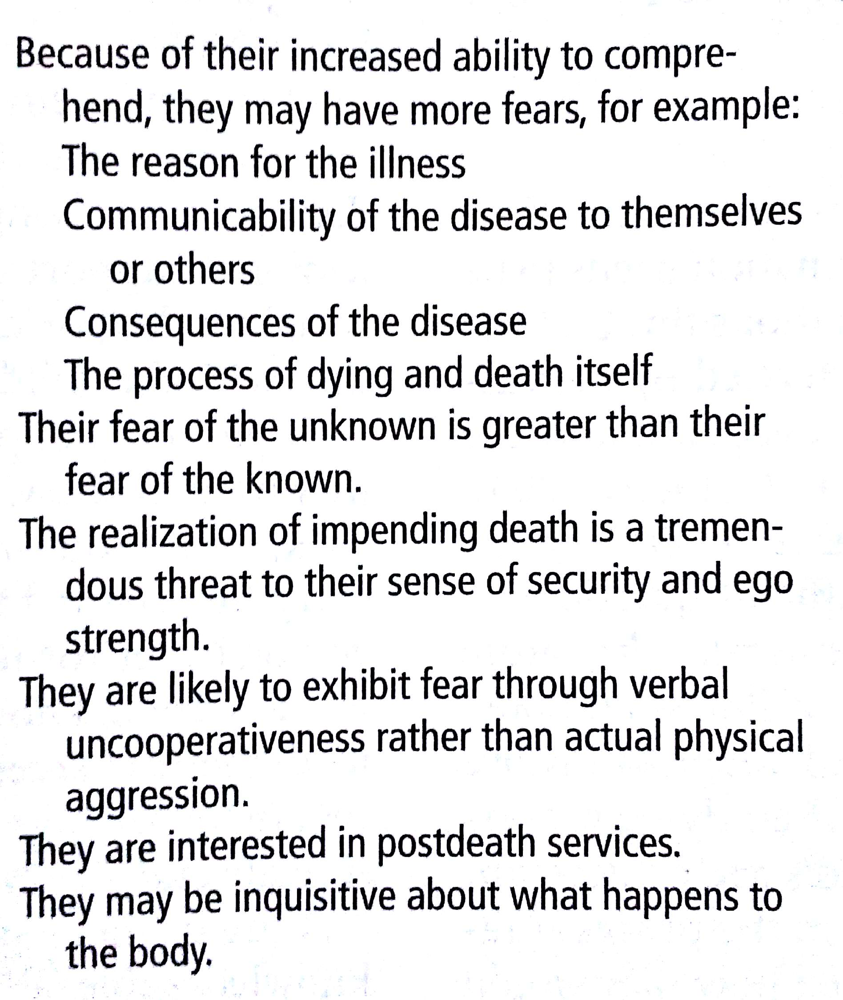 Because of their increased ability to compre-
hend, they may have more fears, for example:
The reason for the illness
Communicability of the disease to themselves
or others
Consequences of the disease
The process of dying and death itself
Their fear of the unknown is greater than their
fear of the known.
The realization of impending death is a tremen-
dous threat to their sense of security and ego
strength.
They are likely to exhibit fear through verbal
uncooperativeness rather than actual physical
aggression.
They are interested in postdeath services.
They may be inquisitive about what happens to
the body.